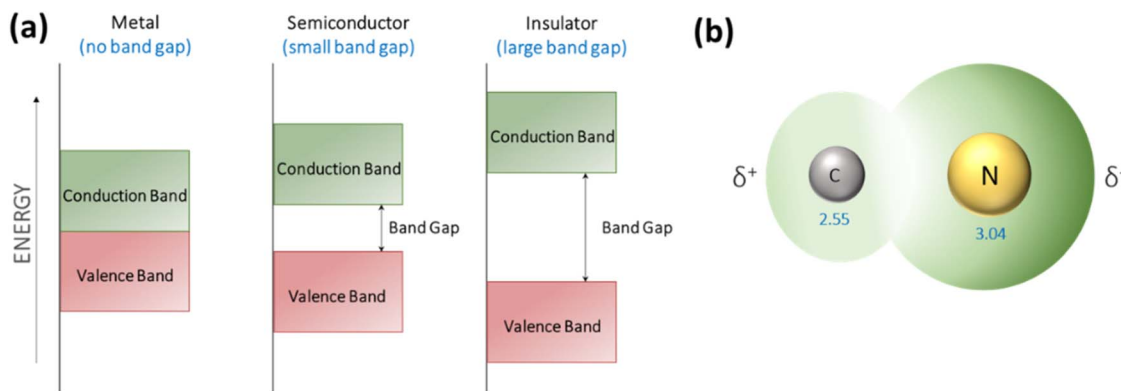 (a)
Metal
(no band gap)
Semiconductor
(small band gap)
Insulator
(large band gap)
ENERGY
Conduction Band
Valence Band
Conduction Band
Band Gap
Valence Band
Conduction Band
Band Gap
Valence Band
(b)
δ+
C
2.55
N
3.04
δ-